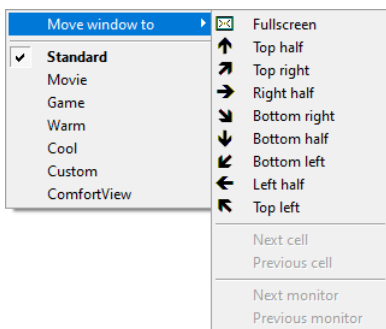 Move window to
Standard
Movie
Game
Warm
Cool
Custom
ComfortView
Fullscreen
Top half
Top right
Right half
Bottom right
Bottom half
Bottom left
Left half
Top left
Next cell
Previous cell
Next monitor
Previous monitor